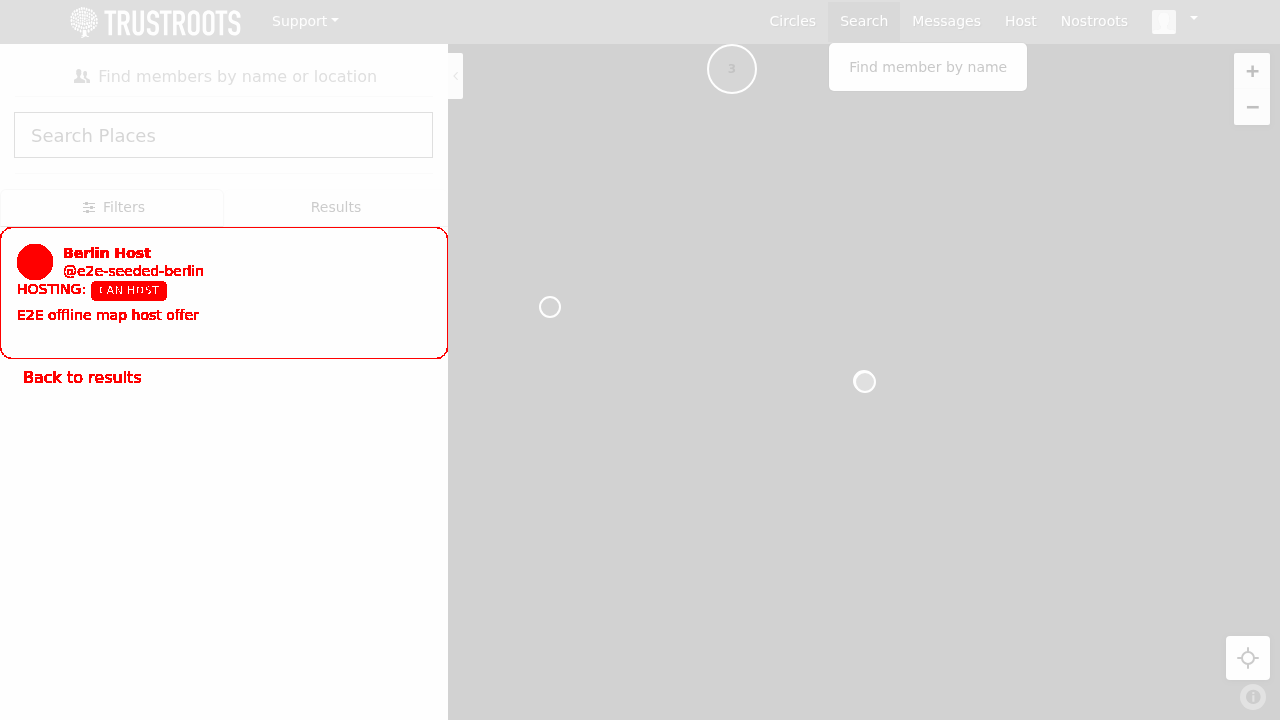 TRUSTROOTS Support Circles Search Messages Host Nostroots
Find members by name or location
3
Find member by name
+
−
Search Places
Filters Results
Berlin Host
@e2e-seeded-berlin
HOSTING: CAN HOST
E2E offline map host offer
Back to results